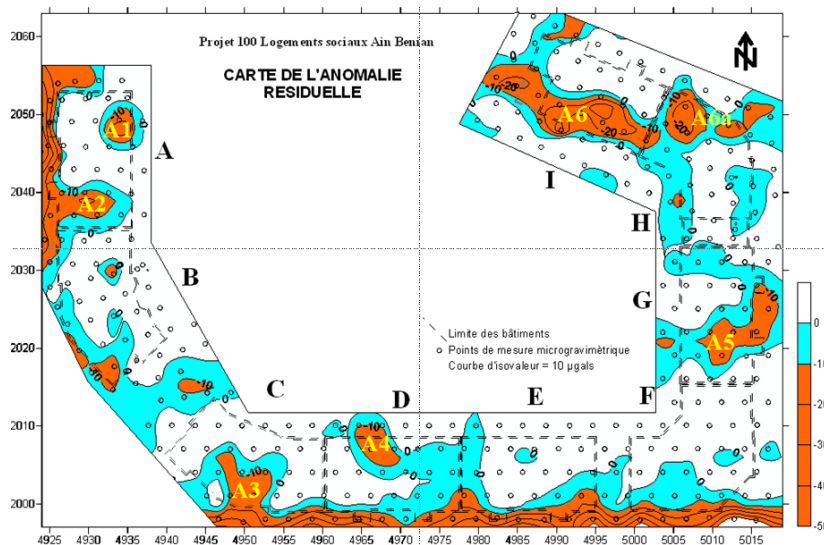 Projet 100 Logements sociaux Ain Benian
CARTE DE L'ANOMALIE
RESIDUELLE
N
2060
2050
2040
2030
2020
2010
2000
A1
A2
A3
A4
A5
A6
A6a
A
B
C
D
E
F
G
H
I
Limite des bâtiments
Points de mesure microgravimètrique
Courbe d'isovaleur = 10 µgals
0
-10
-20
-30
-40
-50
4925 4930 4935 4940 4945 4950 4955 4960 4965 4970 4975 4980 4985 4990 4995 5000 5005 5010 5015